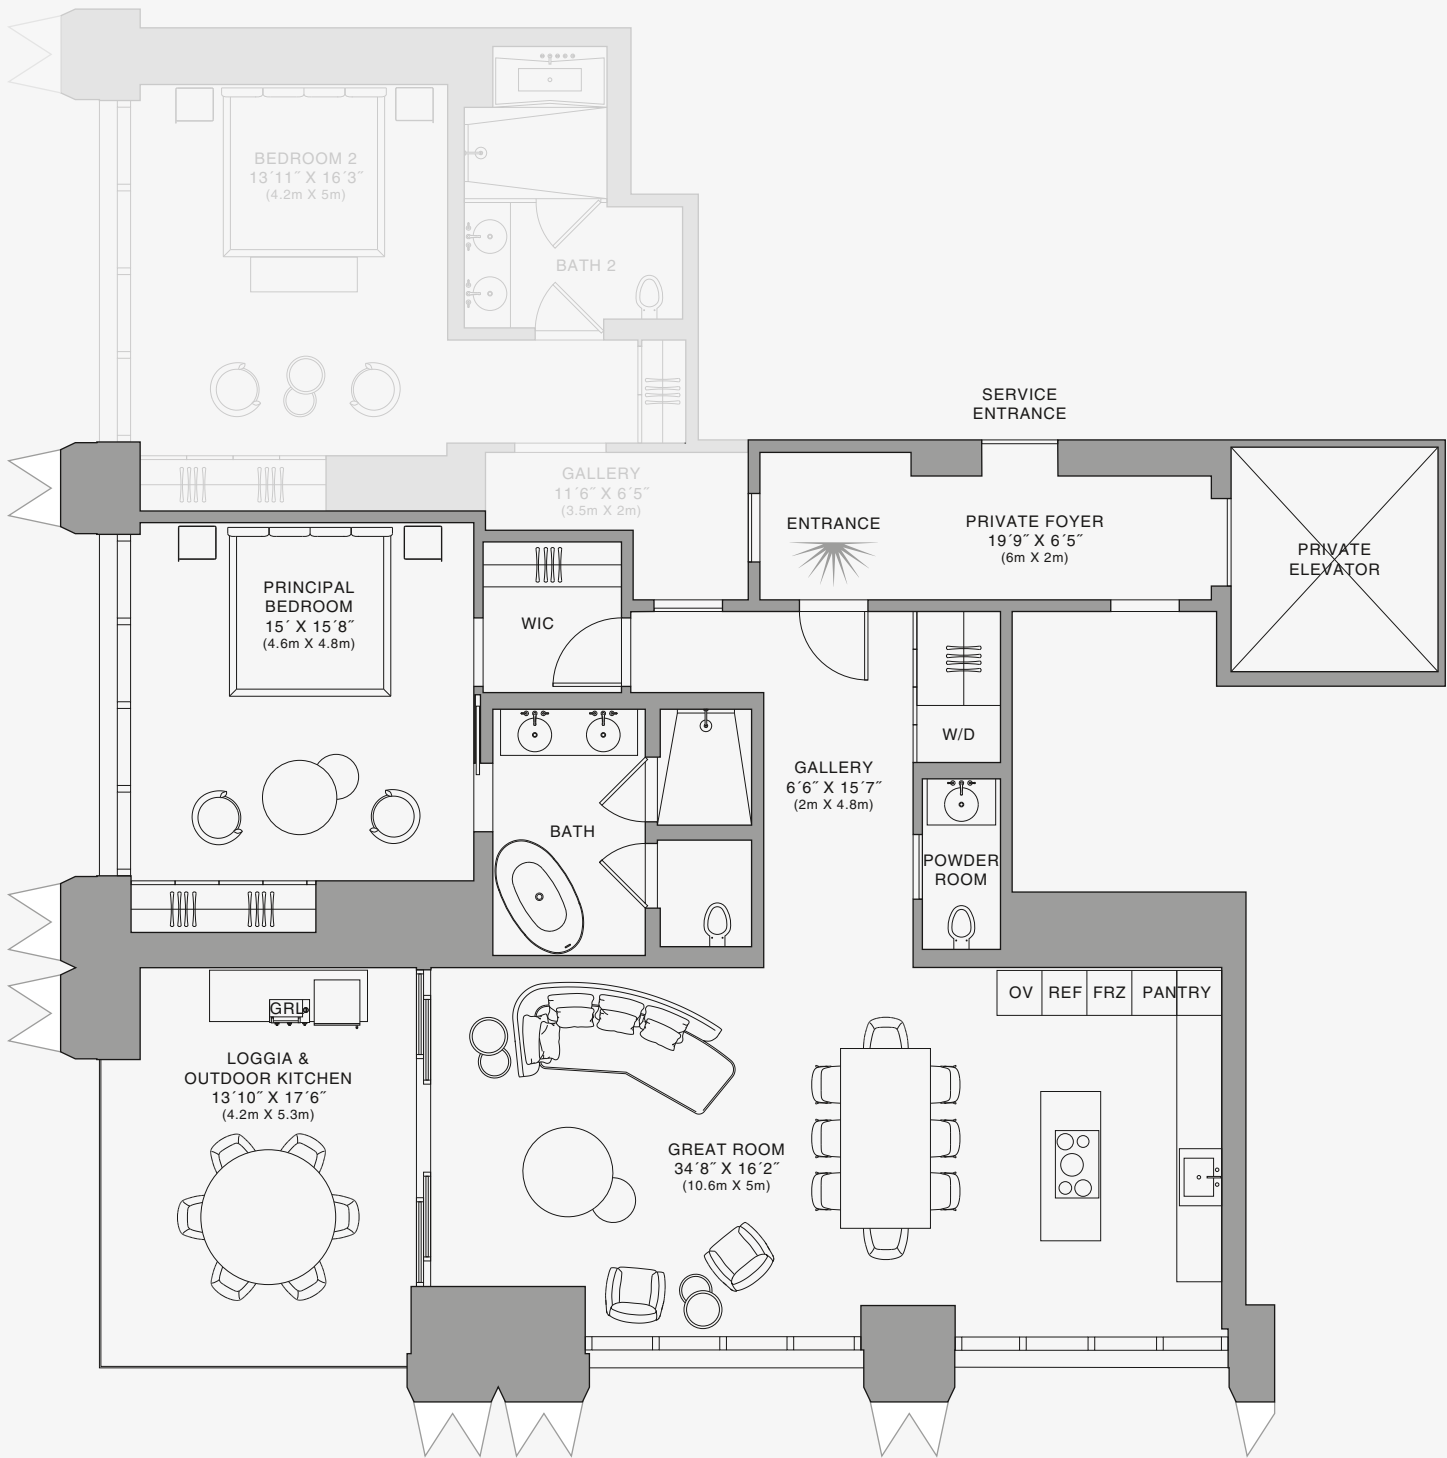 BEDROOM 2
13´11˝ X 16´3˝
(4.2m X 5m)
BATH 2
SERVICE
ENTRANCE
GALLERY
11´6˝ X 6´5˝
(3.5m X 2m)
ENTRANCE
PRIVATE FOYER
19´9˝ X 6´5˝
(6m X 2m)
PRIVATE
ELEVATOR
PRINCIPAL
BEDROOM
15´ X 15´8˝
(4.6m X 4.8m)
WIC
W/D
GALLERY
6´6˝ X 15´7˝
(2m X 4.8m)
BATH
POWDER
ROOM
OV
REF
FRZ
PANTRY
GRL
LOGGIA &
OUTDOOR KITCHEN
13´10˝ X 17´6˝
(4.2m X 5.3m)
GREAT ROOM
34´8˝ X 16´2˝
(10.6m X 5m)